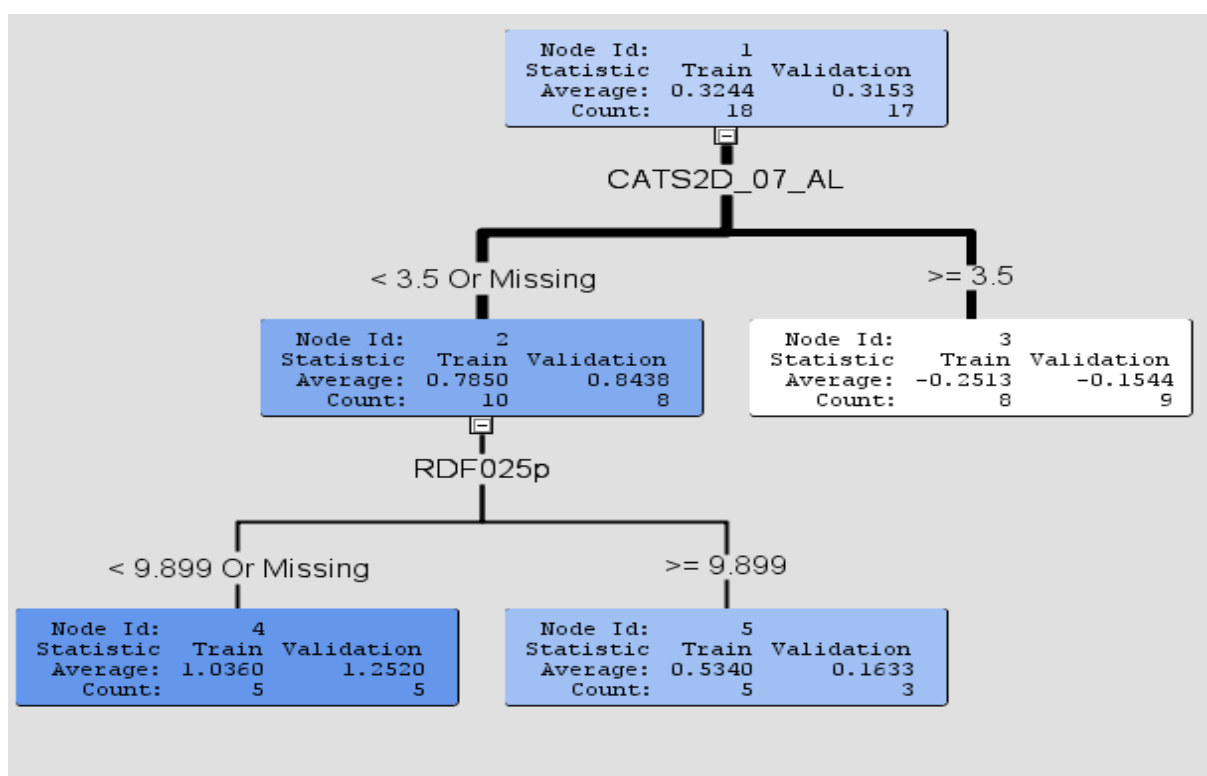 Node Id: 1
Statistic Train Validation
Average: 0.3244 0.3153
Count: 18 17
CATS2D_07_AL
< 3.5 Or Missing
>= 3.5
Node Id: 2
Statistic Train Validation
Average: 0.7850 0.8438
Count: 10 8
Node Id: 3
Statistic Train Validation
Average: -0.2513 -0.1544
Count: 8 9
RDF025p
< 9.899 Or Missing
>= 9.899
Node Id: 4
Statistic Train Validation
Average: 1.0360 1.2520
Count: 5 5
Node Id: 5
Statistic Train Validation
Average: 0.5340 0.1633
Count: 5 3